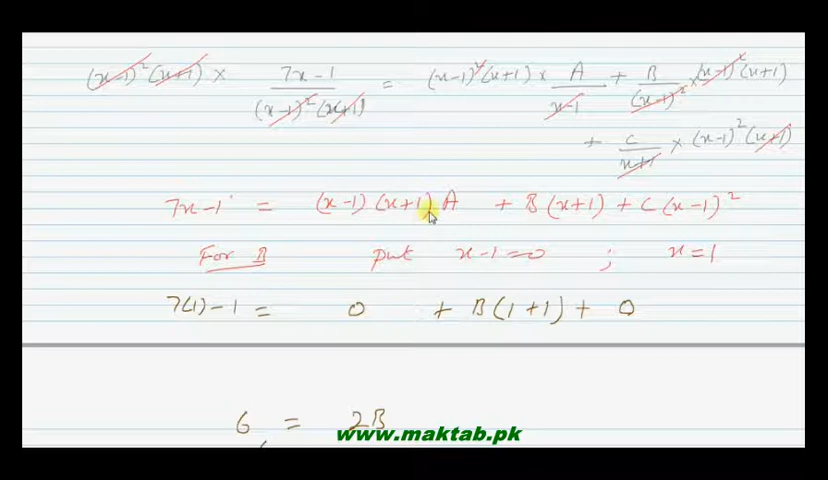 (x-1)²(x+1) × 7x-1/(x-1)²(x+1) = (x-1)²(x+1) × A/x-1 + B/(x-1)² × (x-1)²(x+1)
+ C/x+1 × (x-1)²(x+1)
7x-1 = (x-1)(x+1)A + B(x+1) + C(x-1)²
For B put x-1=0 ; x=1
7(1)-1 = 0 + B(1+1) + 0
6 = 2B
www.maktab.pk